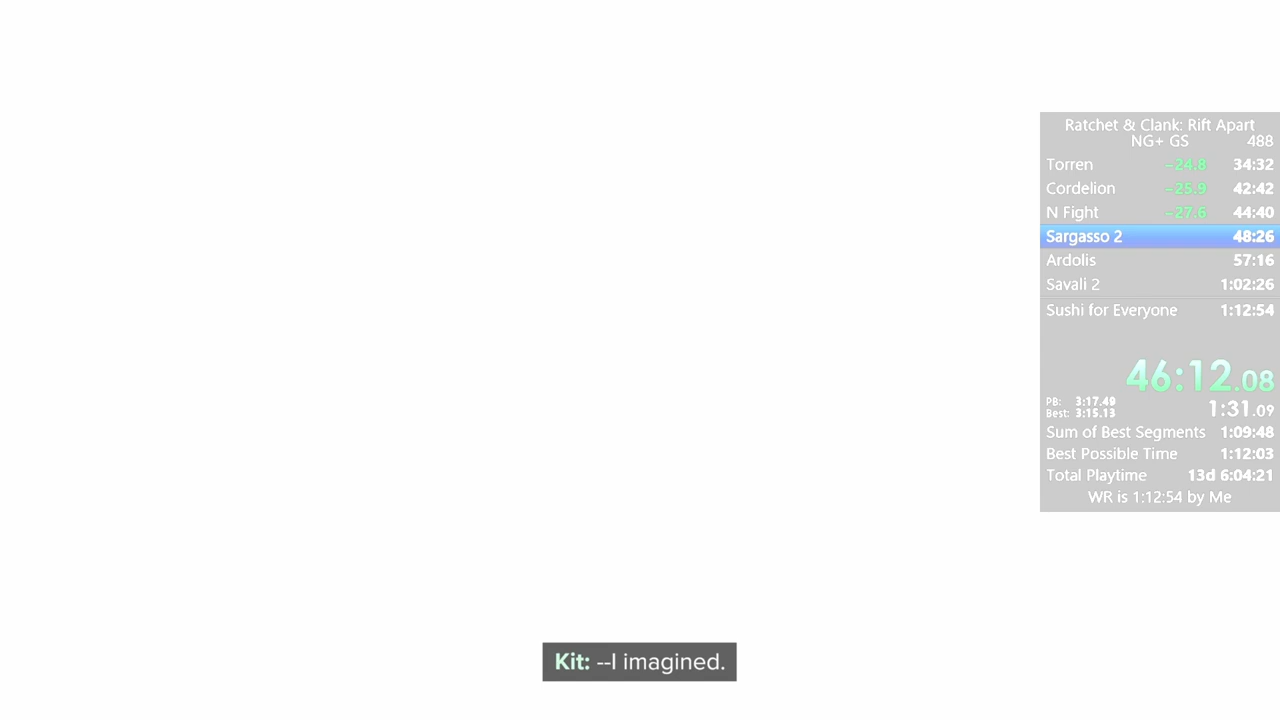 Ratchet & Clank: Rift Apart
NG+ GS 488
Torren -24.8 34:32
Cordelion -25.9 42:42
N Fight -27.6 44:40
Sargasso 2 48:26
Ardolis 57:16
Savali 2 1:02:26
Sushi for Everyone 1:12:54
46:12.08
PB: 3:17.49
Best: 3:15.13
1:31.09
Sum of Best Segments 1:09:48
Best Possible Time 1:12:03
Total Playtime 13d 6:04:21
WR is 1:12:54 by Me
Kit: --I imagined.